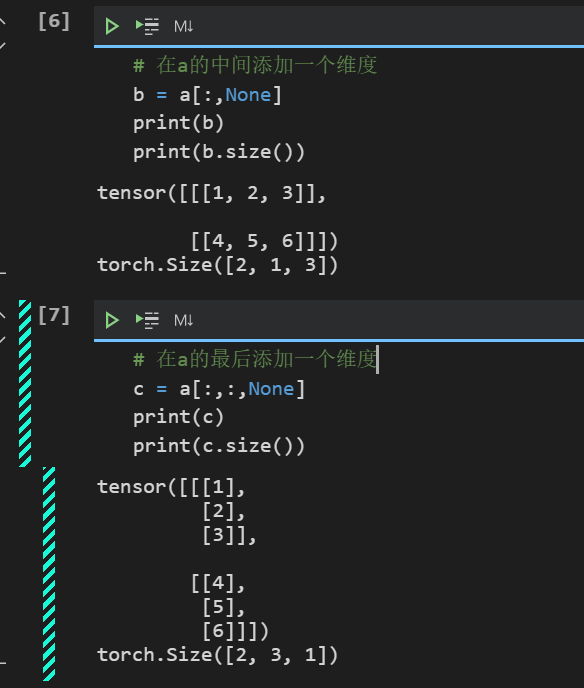 [6]
M↓
# 在a的中间添加一个维度
b = a[:,None]
print(b)
print(b.size())
tensor([[[1, 2, 3]],
[[4, 5, 6]]])
torch.Size([2, 1, 3])
[7]
M↓
# 在a的最后添加一个维度
c = a[:,:,None]
print(c)
print(c.size())
tensor([[[1],
[2],
[3]],
[[4],
[5],
[6]]])
torch.Size([2, 3, 1])